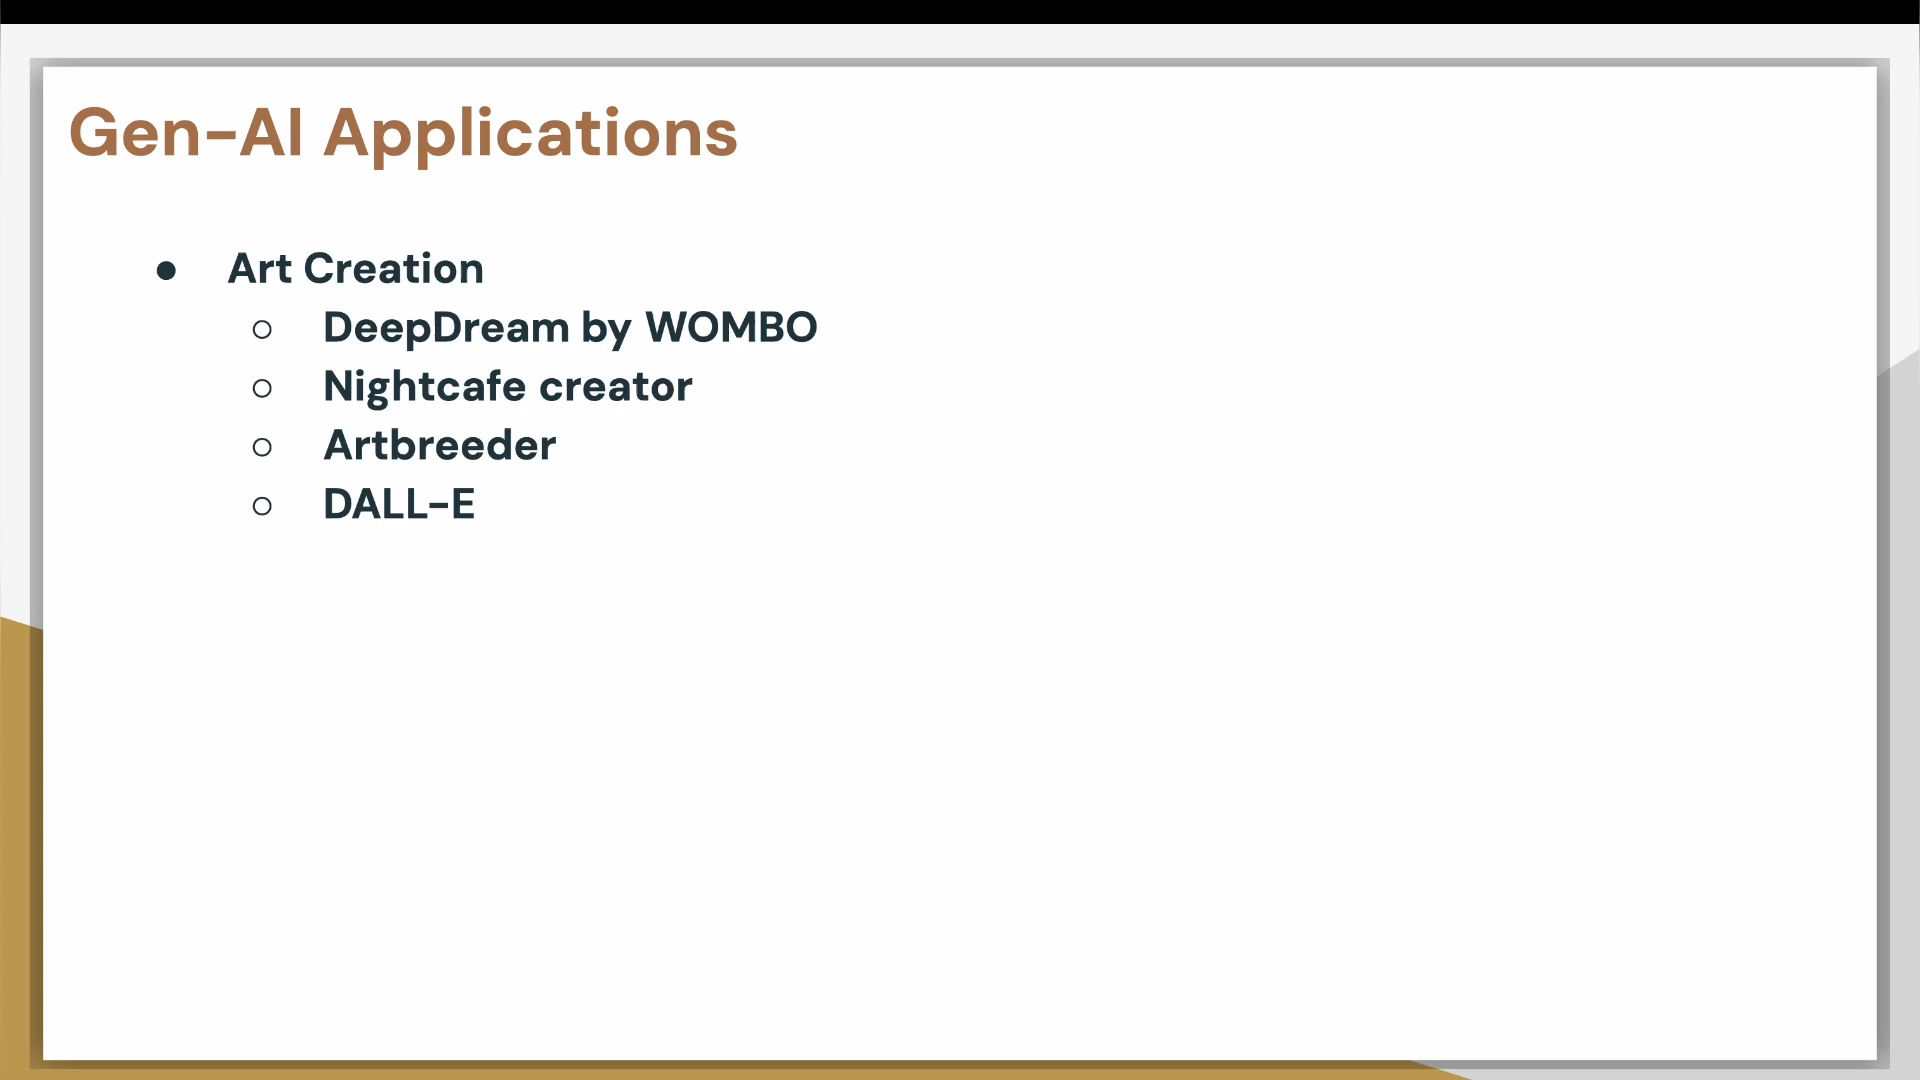 Gen-AI Applications
● Art Creation
○ DeepDream by WOMBO
○ Nightcafe creator
○ Artbreeder
○ DALL-E